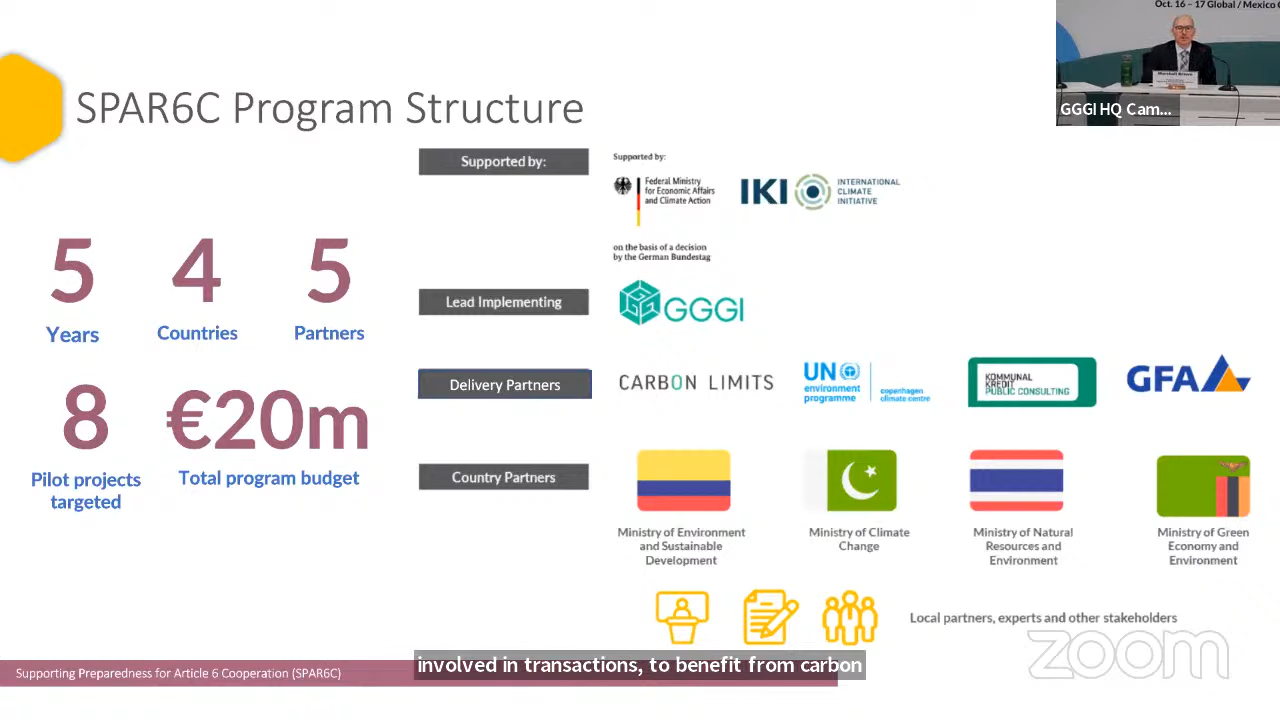 Oct. 16 – 17 Global / Mexico
GGGI HQ Cam...
SPAR6C Program Structure
5
Years
4
Countries
5
Partners
8
Pilot projects
targeted
€20m
Total program budget
Supported by:
Supported by:
Federal Ministry
for Economic Affairs
and Climate Action
on the basis of a decision
by the German Bundestag
IKI
INTERNATIONAL
CLIMATE
INITIATIVE
Lead Implementing
GGGI
Delivery Partners
CARBON LIMITS
UN
environment
programme
copenhagen
climate centre
KOMMUNAL
KREDIT
PUBLIC CONSULTING
GFA
Country Partners
Ministry of Environment
and Sustainable
Development
Ministry of Climate
Change
Ministry of Natural
Resources and
Environment
Ministry of Green
Economy and
Environment
Local partners, experts and other stakeholders
zoom
involved in transactions, to benefit from carbon
Supporting Preparedness for Article 6 Cooperation (SPAR6C)